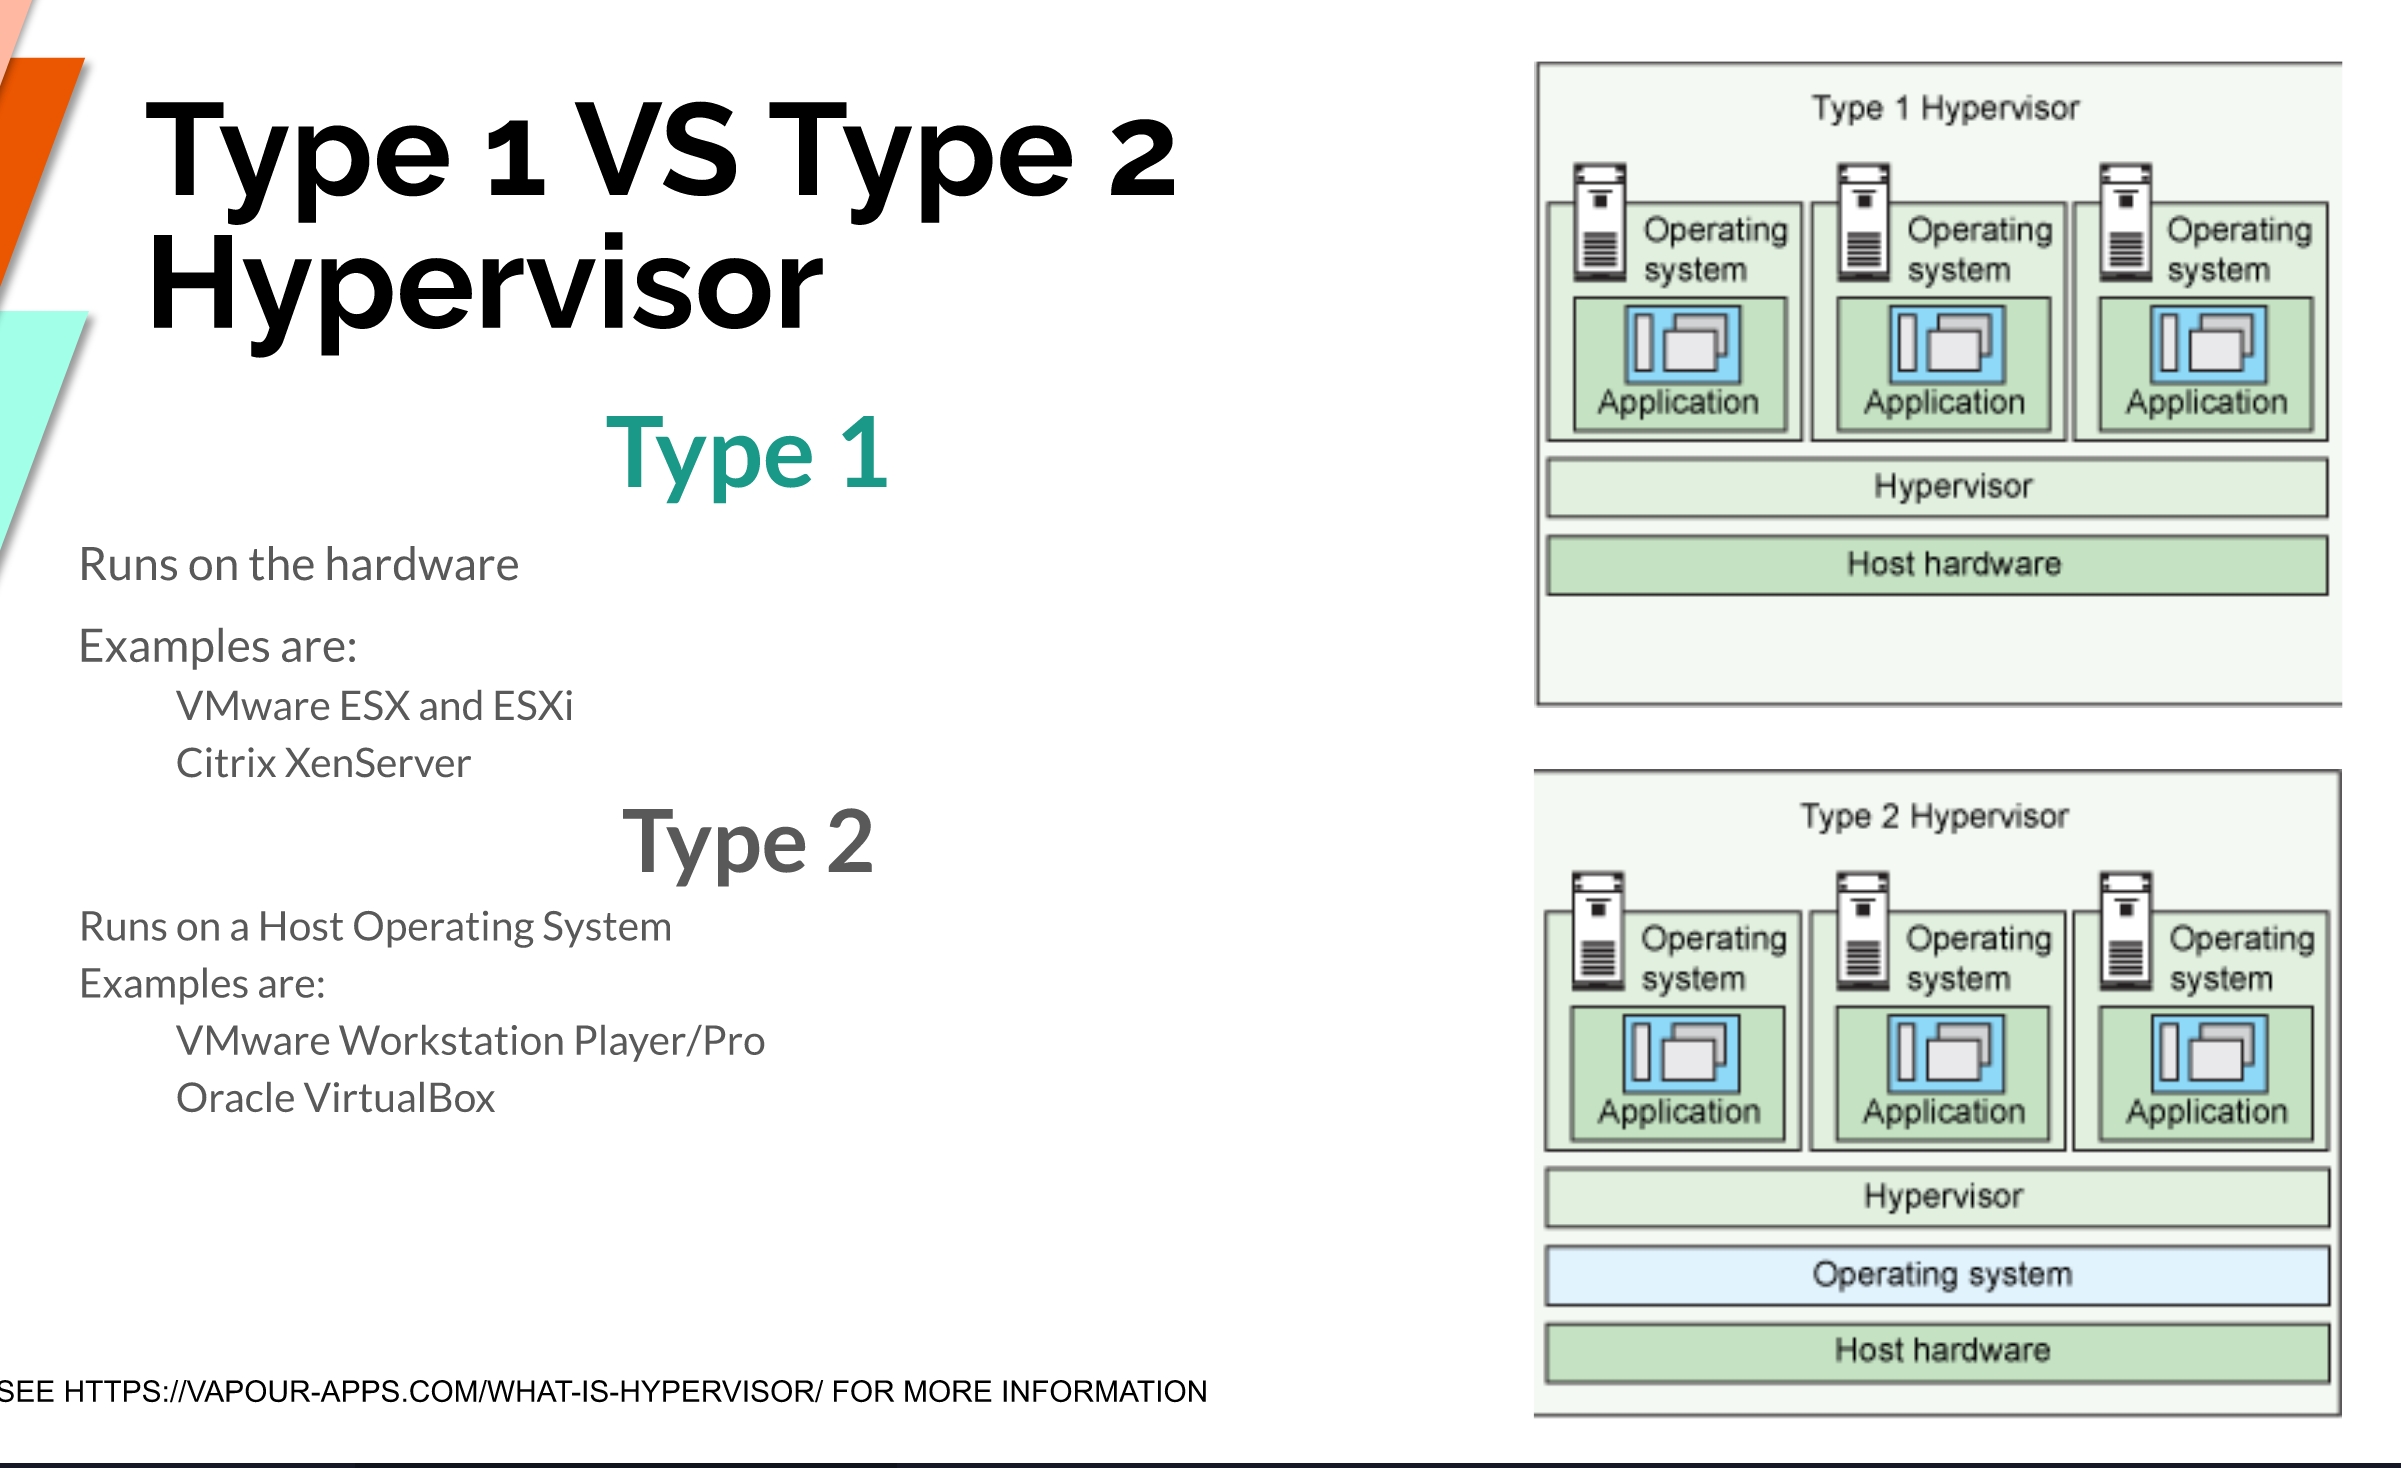 Type 1 VS Type 2
Hypervisor
Type 1
Runs on the hardware
Examples are:
VMware ESX and ESXi
Citrix XenServer
Type 2
Runs on a Host Operating System
Examples are:
VMware Workstation Player/Pro
Oracle VirtualBox
SEE HTTPS://VAPOUR-APPS.COM/WHAT-IS-HYPERVISOR/ FOR MORE INFORMATION
Type 1 Hypervisor
Operating system
Application
Operating system
Application
Operating system
Application
Hypervisor
Host hardware
Type 2 Hypervisor
Operating system
Application
Operating system
Application
Operating system
Application
Hypervisor
Operating system
Host hardware